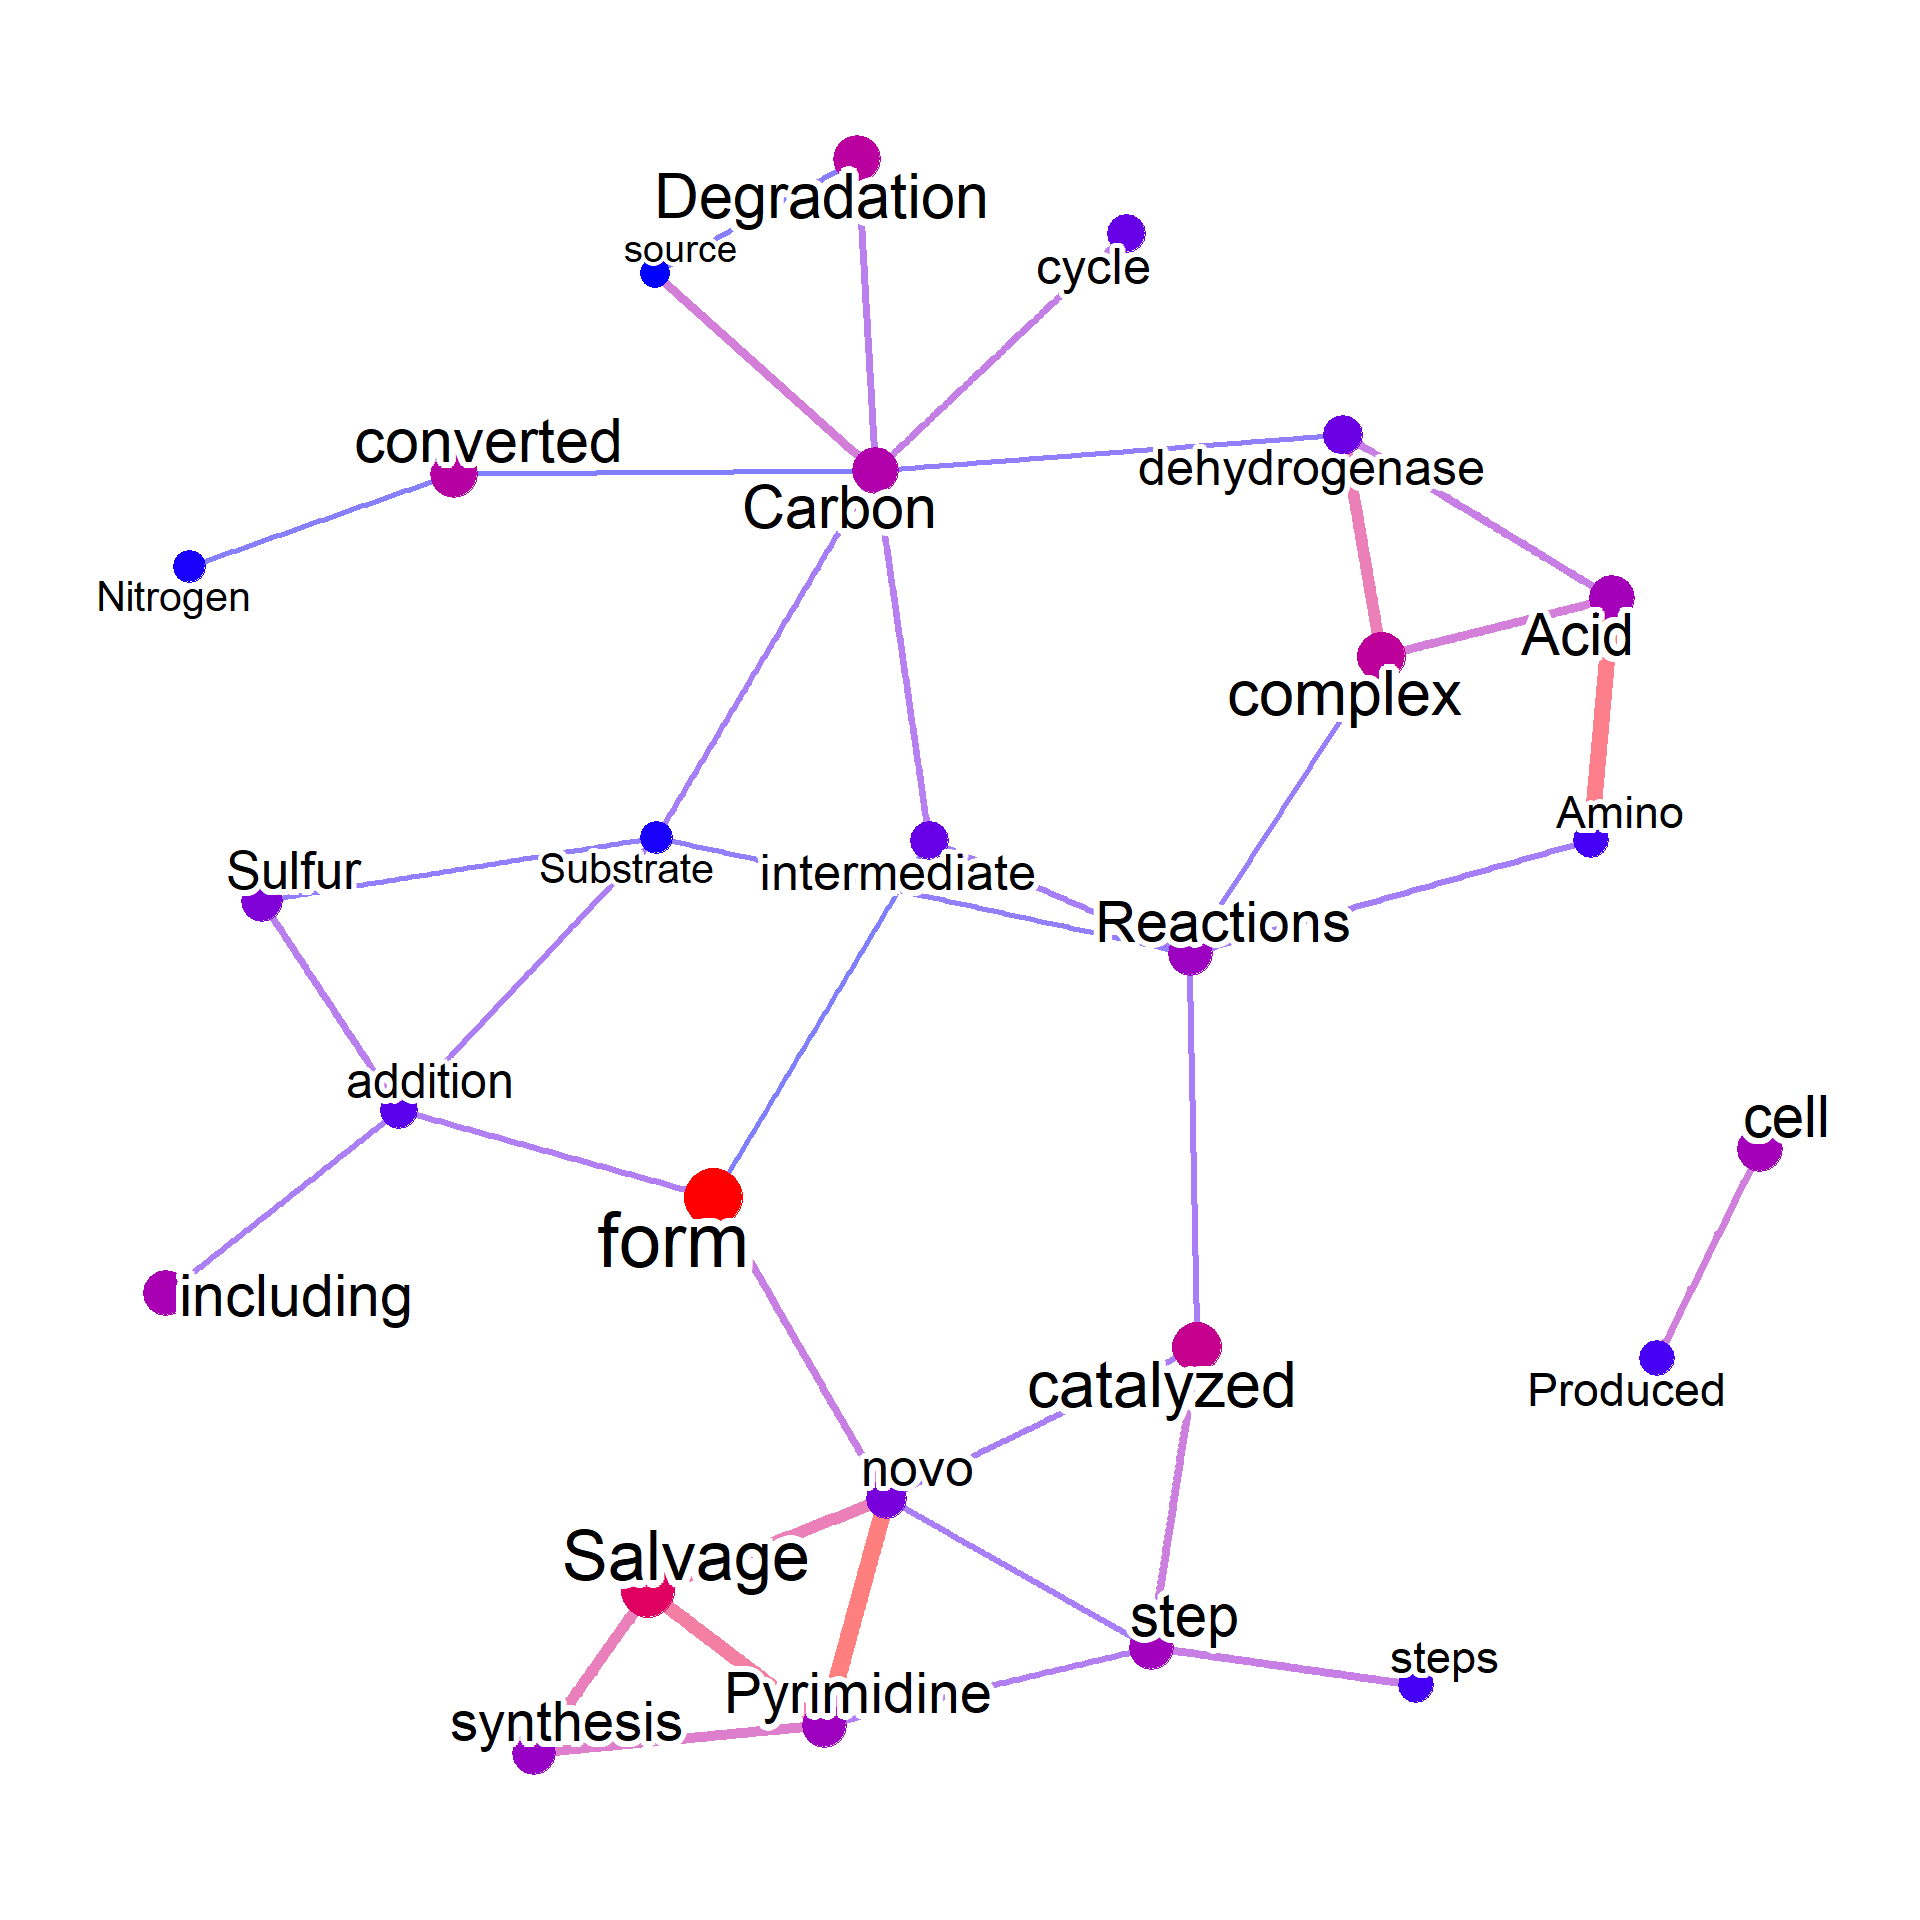 Degradation
source
cycle
converted
dehydrogenase
Carbon
Nitrogen
Acid
complex
Amino
Sulfur
Substrate
intermediate
Reactions
addition
cell
form
including
catalyzed
Produced
novo
Salvage
step
steps
Pyrimidine
synthesis